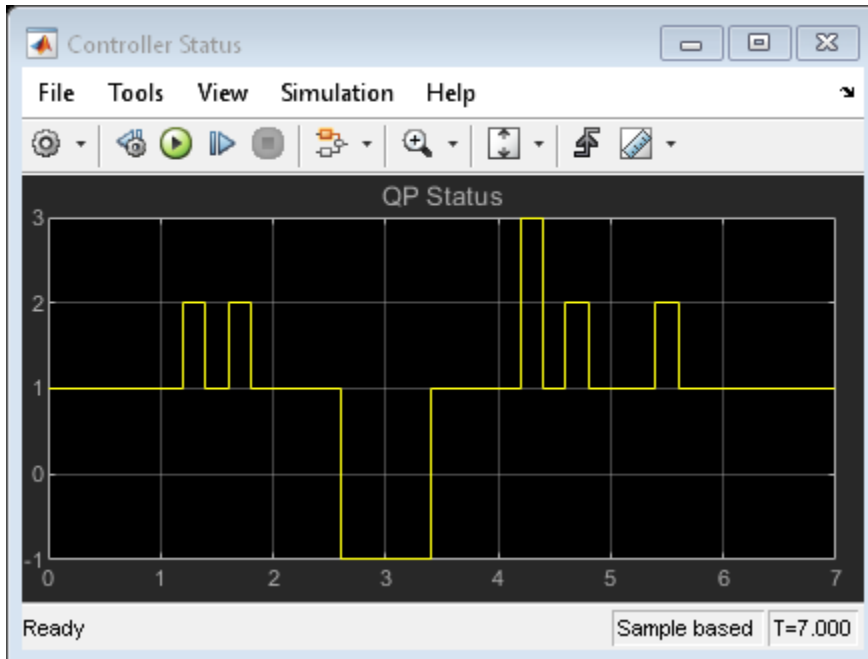 Controller Status
File Tools View Simulation Help
QP Status
3
2
1
0
-1
0 1 2 3 4 5 6 7
Ready Sample based T=7.000